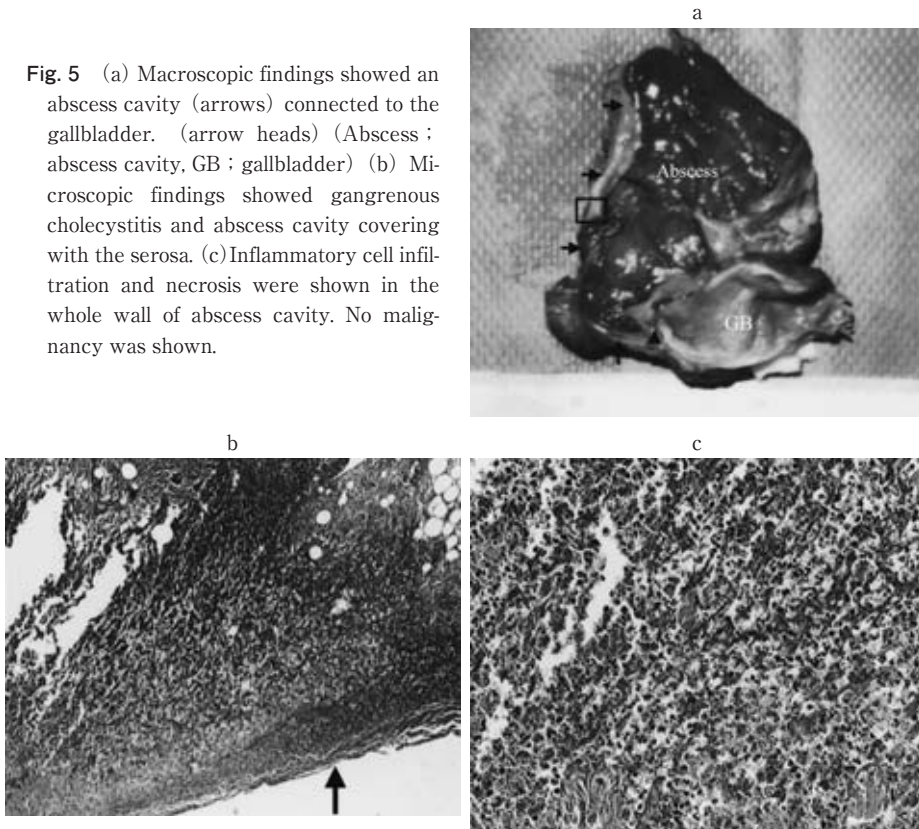 a
Fig. 5 (a) Macroscopic findings showed an
abscess cavity (arrows) connected to the
gallbladder. (arrow heads) (Abscess ;
abscess cavity, GB ; gallbladder) (b) Mi-
croscopic findings showed gangrenous
cholecystitis and abscess cavity covering
with the serosa. (c) Inflammatory cell infil-
tration and necrosis were shown in the
whole wall of abscess cavity. No malig-
nancy was shown.
Abscess
GB
b
c